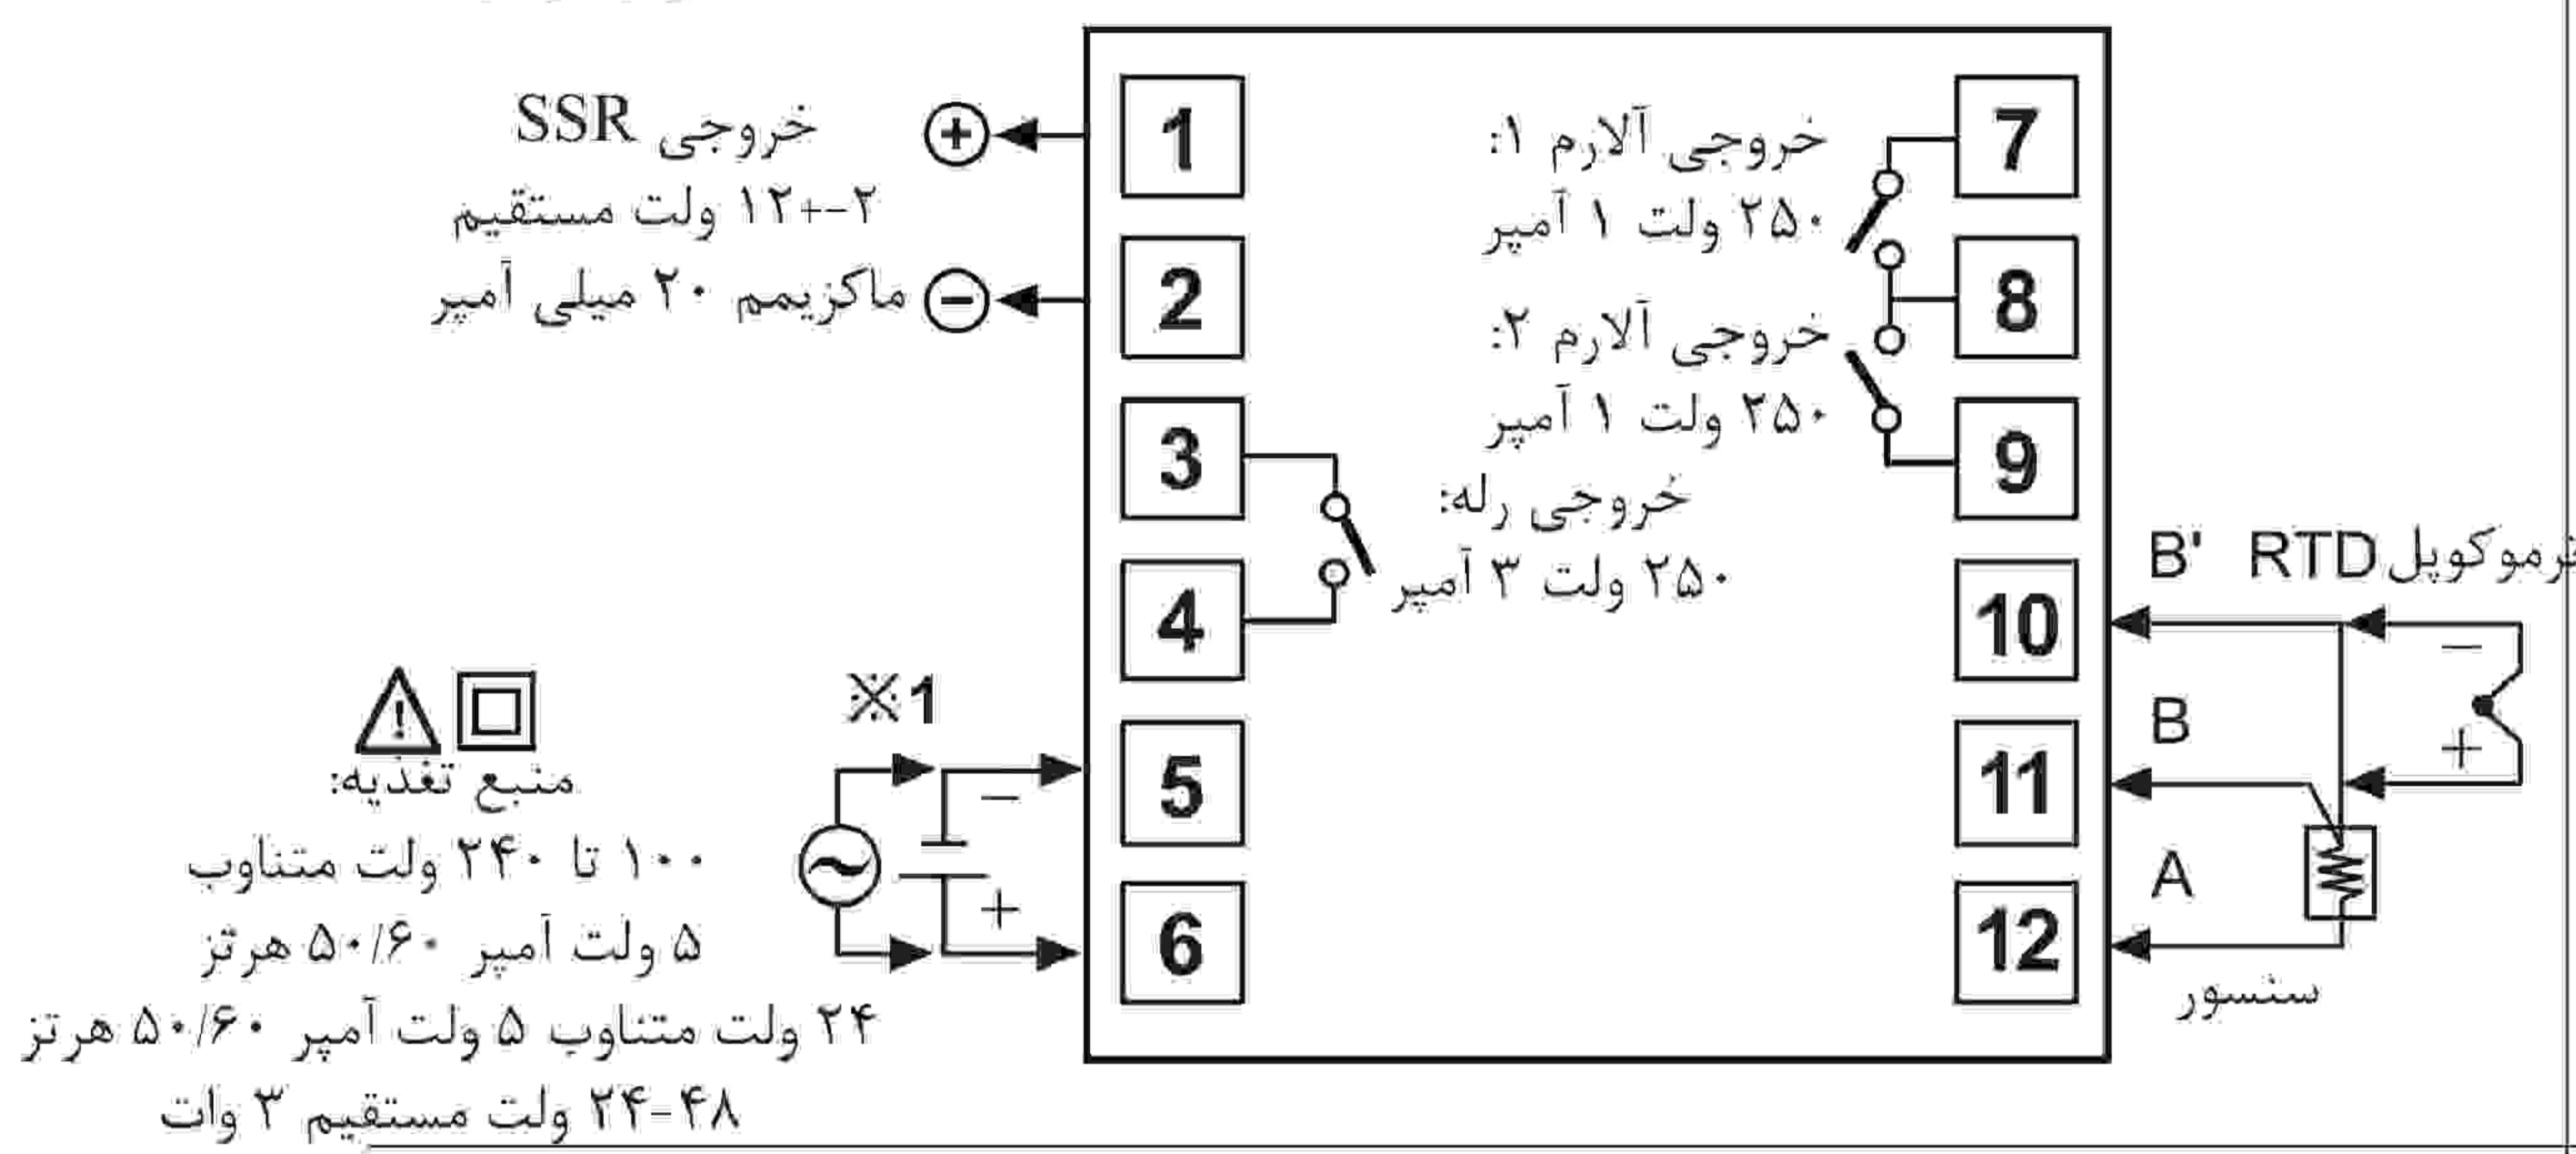 خروجی SSR
۱۲+-۲ ولت مستقیم
ماکزیمم ۲۰ میلی آمپر
+
−
1
2
3
4
5
6
خروجی آلارم ۱:
۲۵۰ ولت ۱ آمپر
خروجی آلارم ۲:
۲۵۰ ولت ۱ آمپر
خروجی رله:
۲۵۰ ولت ۳ آمپر
7
8
9
10
11
12
B' RTD ترموکوپل
−
B
+
A
سنسور
※1
−
+
!
منبع تغذیه:
۱۰۰ تا ۲۴۰ ولت متناوب
۵ ولت آمپر ۵۰/۶۰ هرتز
۲۴ ولت متناوب ۵ ولت آمپر ۵۰/۶۰ هرتز
۲۴-۴۸ ولت مستقیم ۳ وات